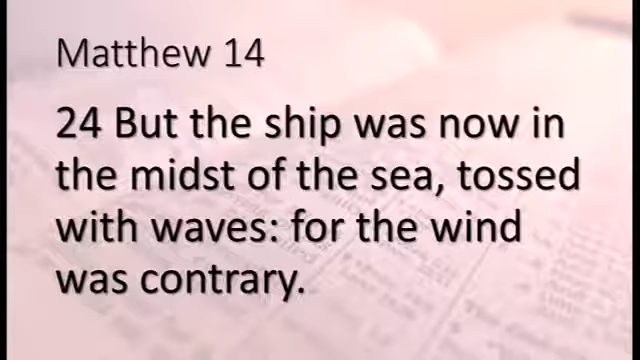 Matthew 14
24 But the ship was now in
the midst of the sea, tossed
with waves: for the wind
was contrary.